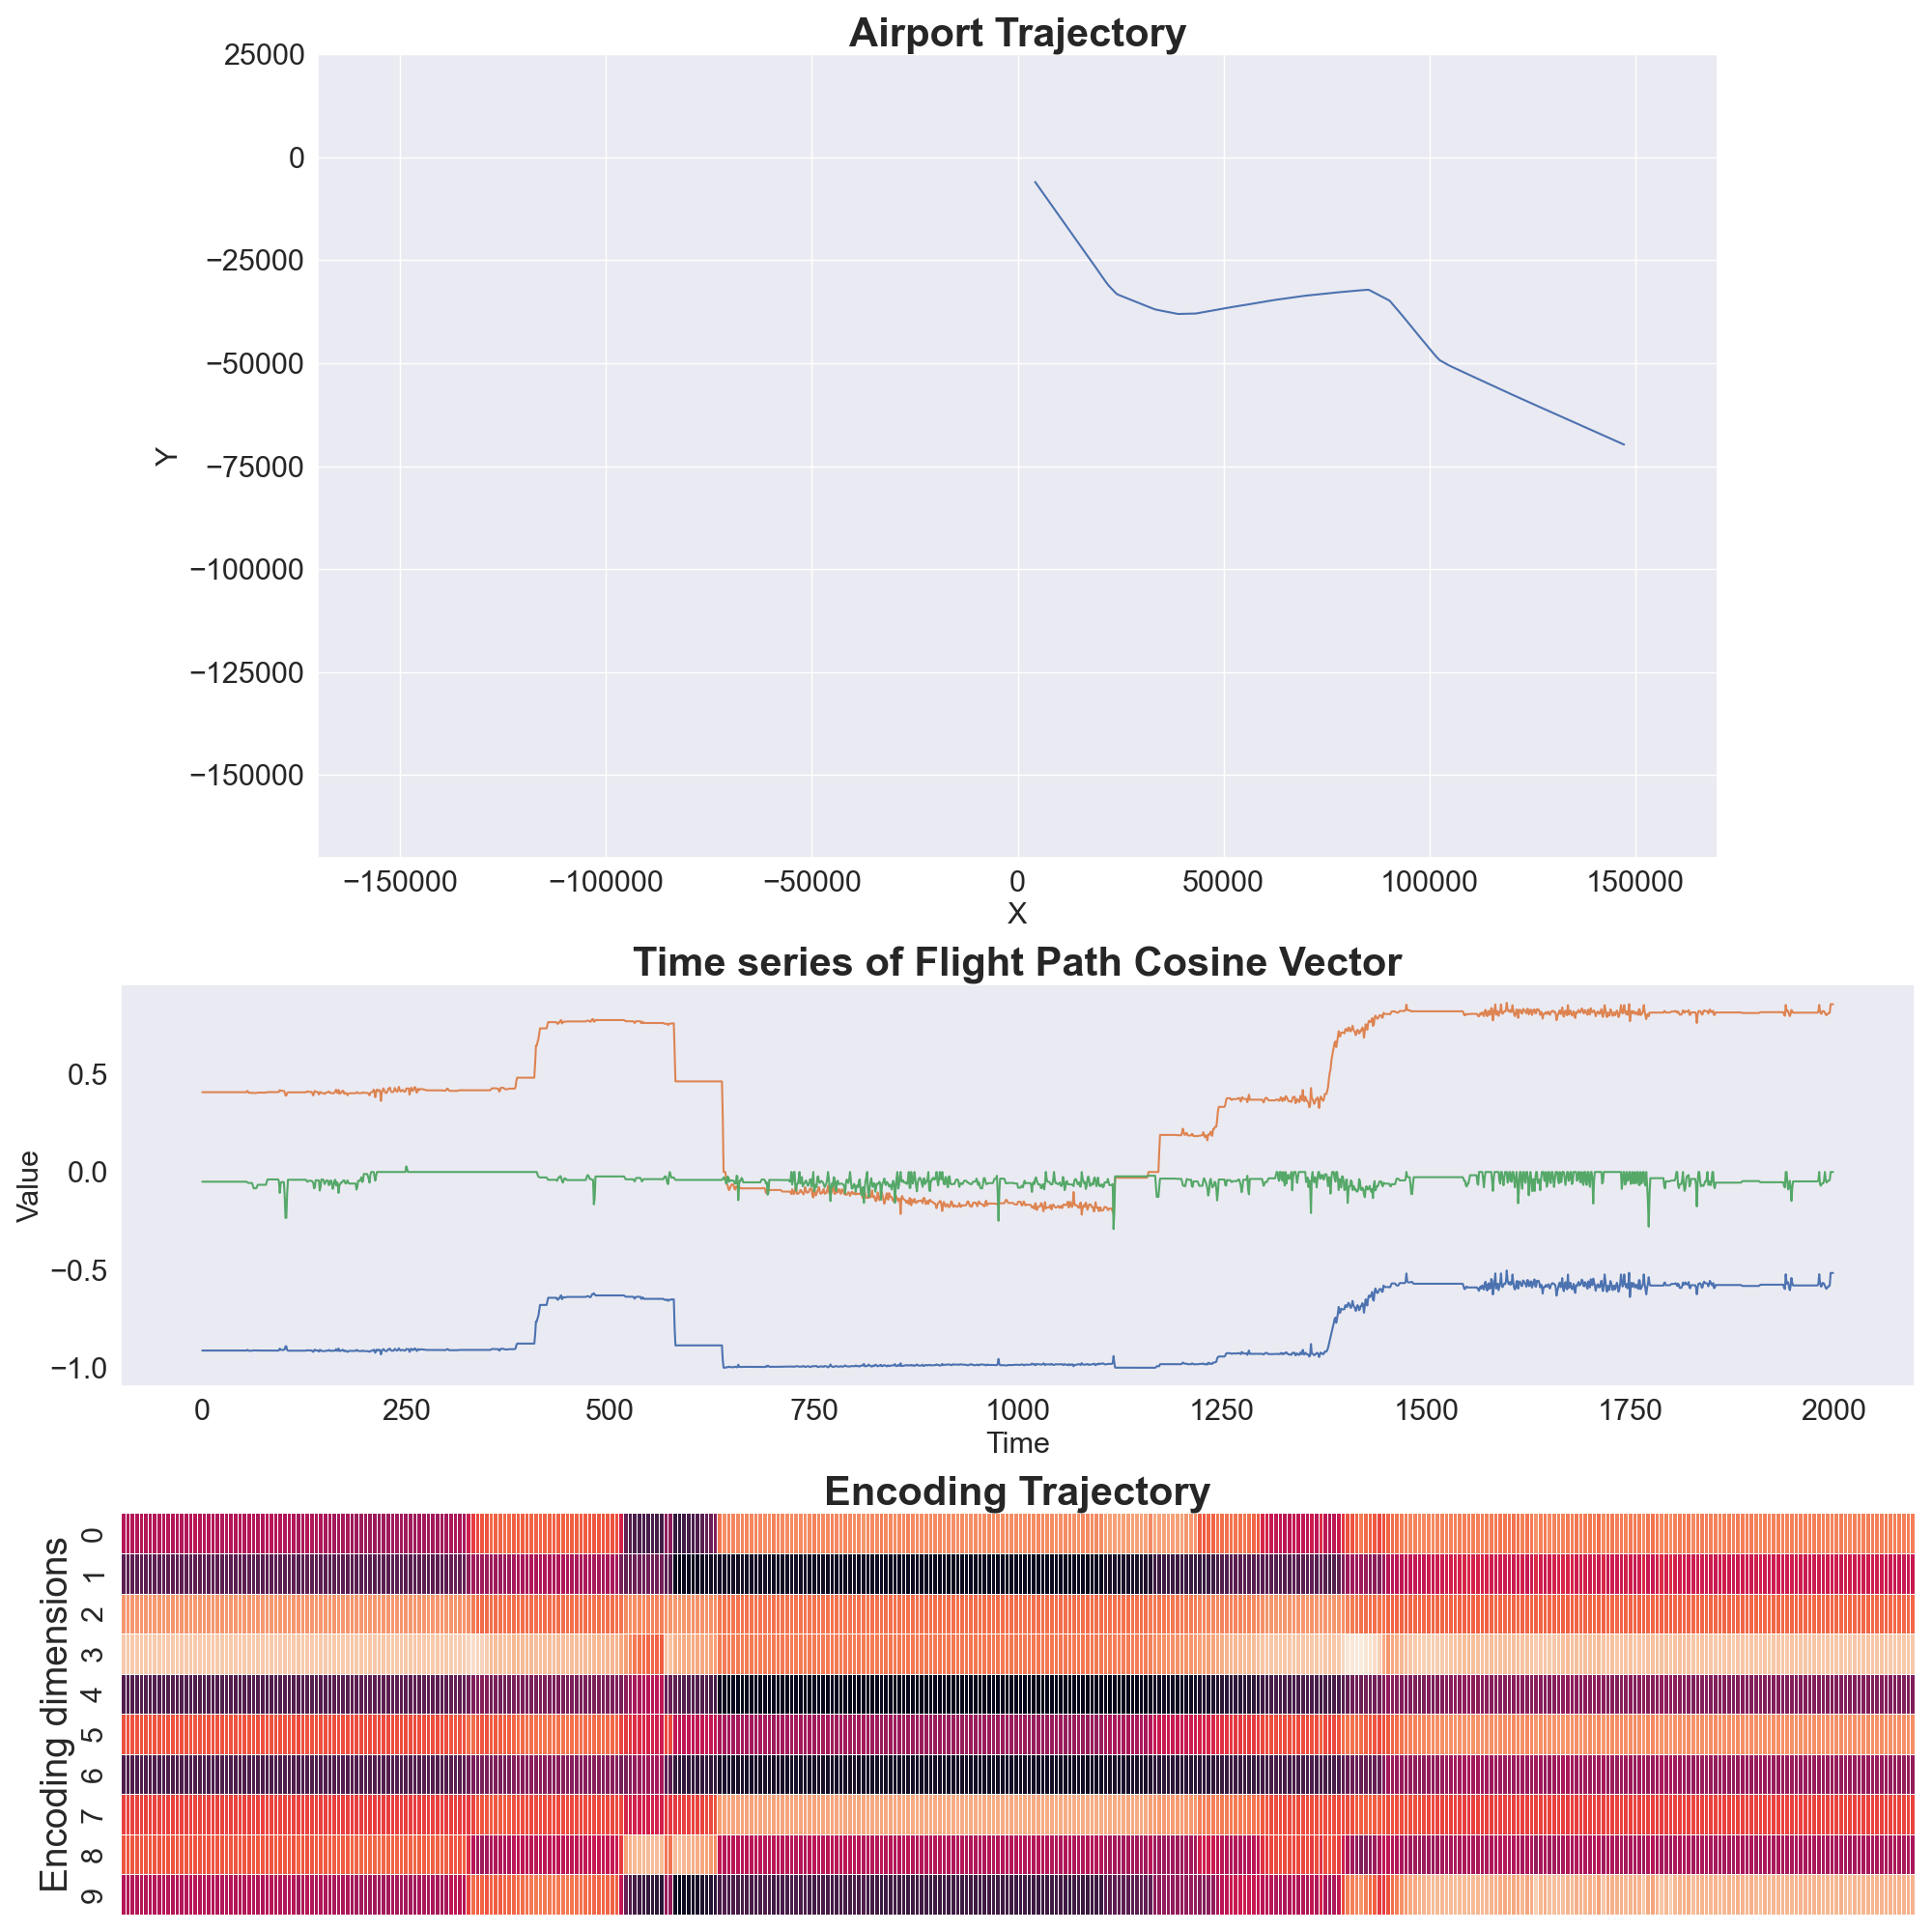 Airport Trajectory
25000
0
−25000
−50000
−75000
−100000
−125000
−150000
Y
−150000 −100000 −50000 0 50000 100000 150000
X
Time series of Flight Path Cosine Vector
0.5
0.0
−0.5
−1.0
Value
0 250 500 750 1000 1250 1500 1750 2000
Time
Encoding Trajectory
Encoding dimensions
0
1
2
3
4
5
6
7
8
9